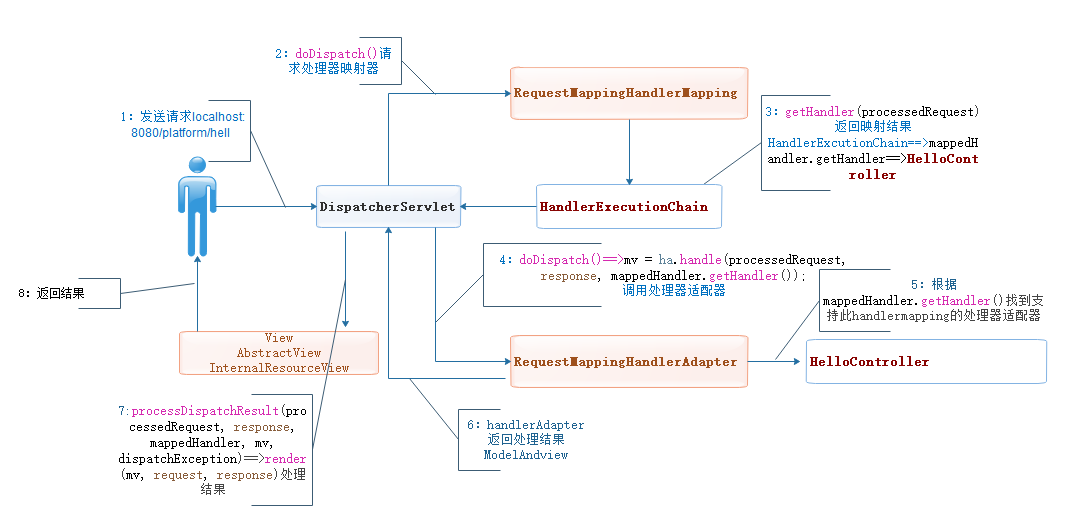 1：发送请求localhost:
8080/platform/hell
2：doDispatch()请
求处理器映射器
RequestMappingHandlerMapping
3：getHandler(processedRequest)
返回映射结果
HandlerExcutionChain==>mappedH
andler.getHandler==>HelloCont
roller
DispatcherServlet
HandlerExecutionChain
4：doDispatch()==>mv = ha.handle(processedRequest,
response, mappedHandler.getHandler());
调用处理器适配器
5：根据
mappedHandler.getHandler()找到支
持此handlermapping的处理器适配器
8：返回结果
View
AbstractView
InternalResourceView
RequestMappingHandlerAdapter
HelloController
7:processDispatchResult(pro
cessedRequest, response,
mappedHandler, mv,
dispatchException)==>render
(mv, request, response)处理
结果
6：handlerAdapter
返回处理结果
ModelAndview